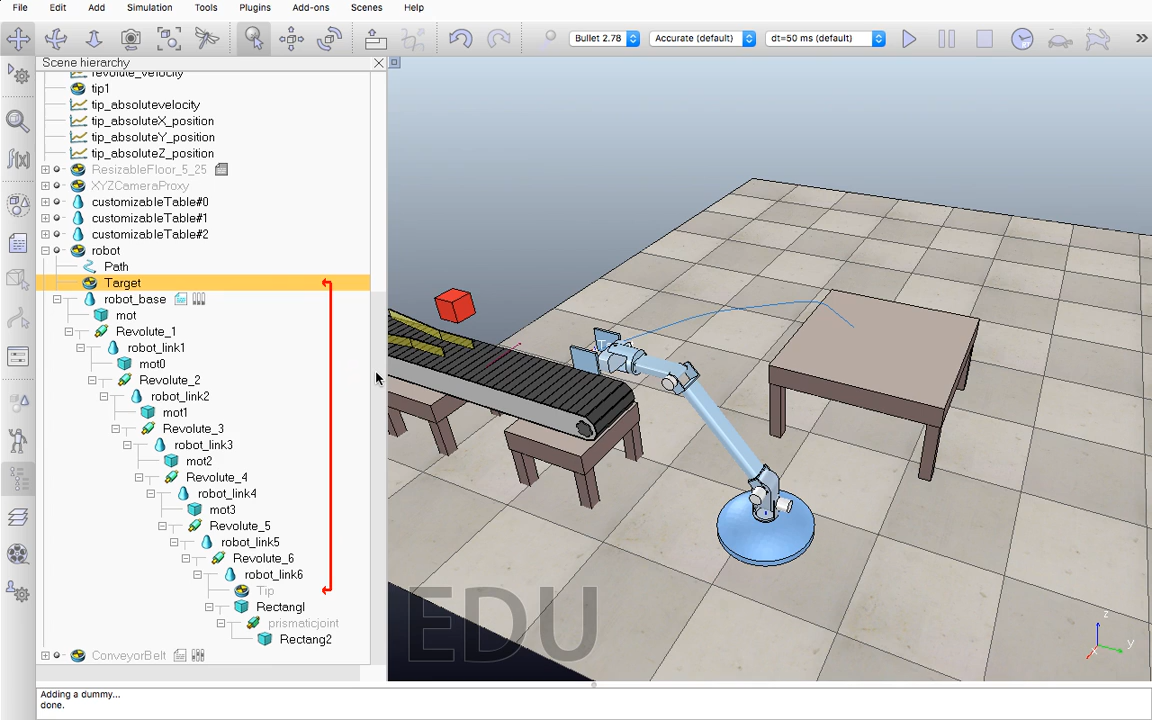 File Edit Add Simulation Tools Plugins Add-ons Scenes Help
Bullet 2.78 Accurate (default) dt=50 ms (default) »
Scene hierarchy
revolute_velocity
tip1
tip_absolutevelocity
tip_absoluteX_position
tip_absoluteY_position
tip_absoluteZ_position
ResizableFloor_5_25
XYZCameraProxy
customizableTable#0
customizableTable#1
customizableTable#2
robot
Path
Target
robot_base
mot
Revolute_1
robot_link1
mot0
Revolute_2
robot_link2
mot1
Revolute_3
robot_link3
mot2
Revolute_4
robot_link4
mot3
Revolute_5
robot_link5
Revolute_6
robot_link6
Tip
Rectangl
prismaticjoint
Rectang2
ConveyorBelt
EDU
z
x y
Adding a dummy...
done.